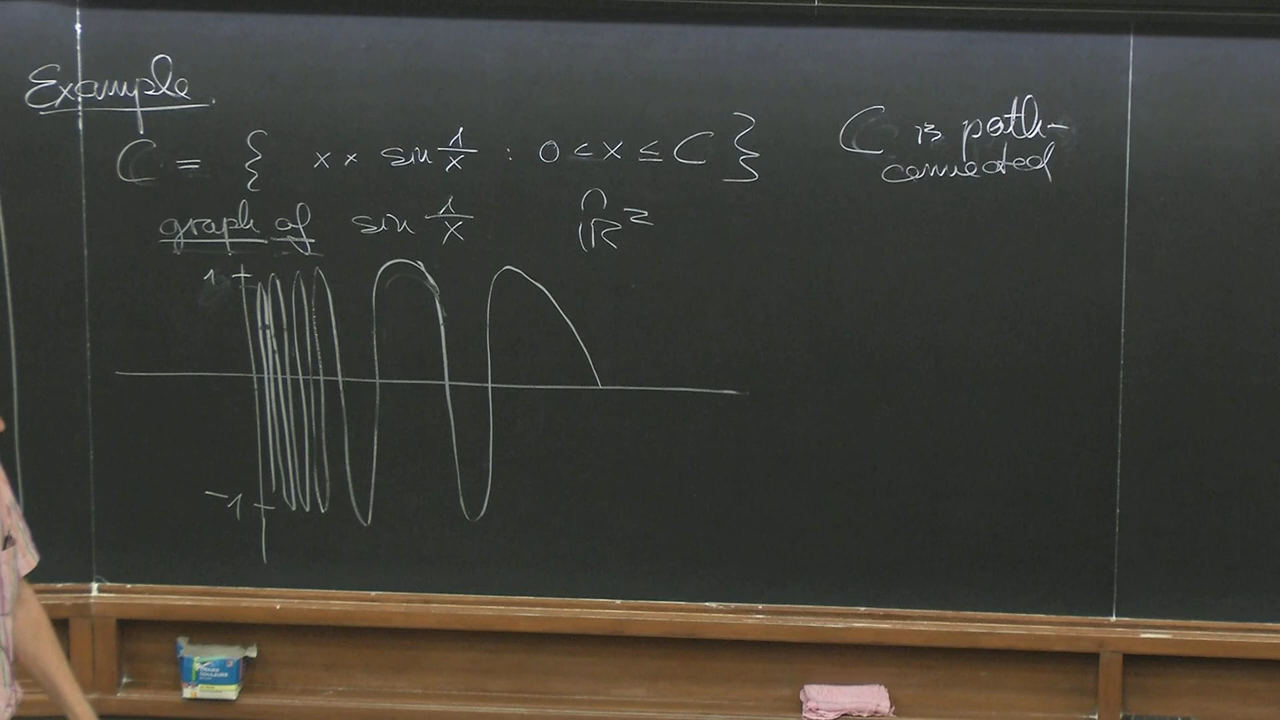 Example
C = { x × sin 1/x : 0 < x ≤ C }
C is path-
connected
graph of sin 1/x
∩
ℝ²
1
-1